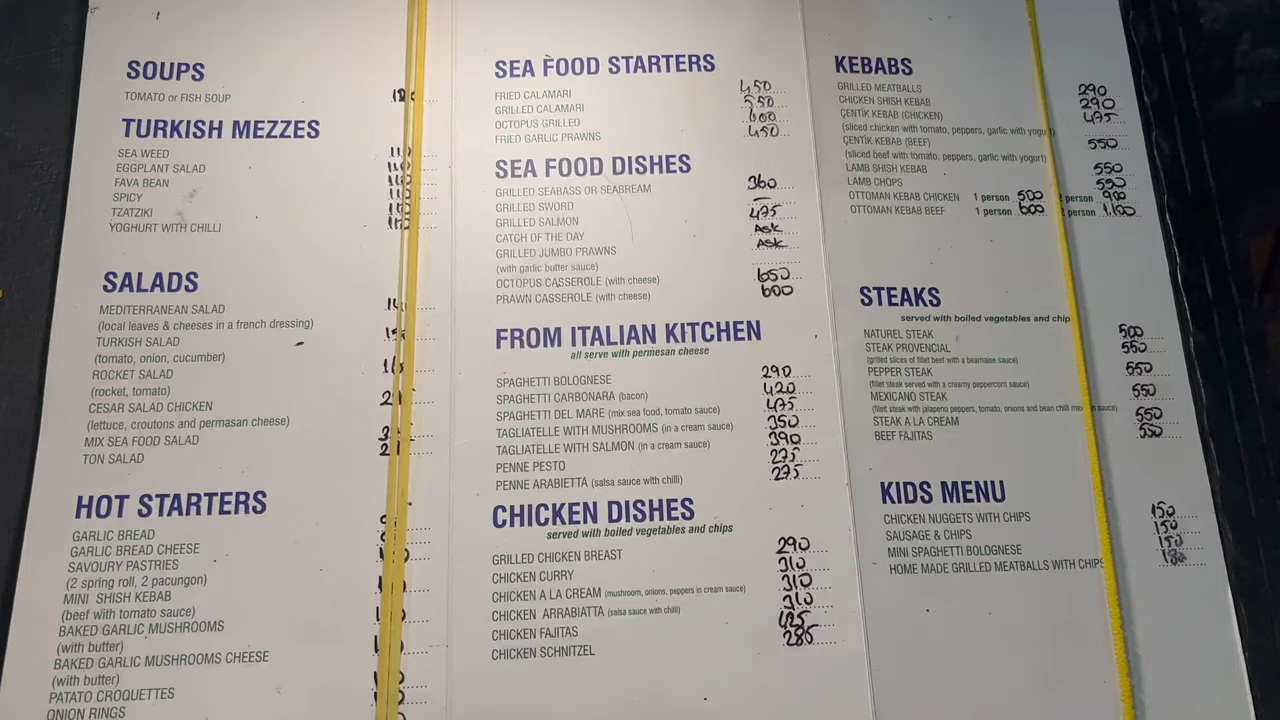 SOUPS
TOMATO or FISH SOUP
TURKISH MEZZES
SEA WEED
EGGPLANT SALAD
FAVA BEAN
SPICY
TZATZIKI
YOGHURT WITH CHILLI
SALADS
MEDITERRANEAN SALAD
(local leaves & cheeses in a french dressing)
TURKISH SALAD
(tomato, onion, cucumber)
ROCKET SALAD
(rocket, tomato)
CESAR SALAD CHICKEN
(lettuce, croutons and permasan cheese)
MIX SEA FOOD SALAD
TON SALAD
HOT STARTERS
GARLIC BREAD
GARLIC BREAD CHEESE
SAVOURY PASTRIES
(2 spring roll, 2 pacungon)
MINI SHISH KEBAB
(beef with tomato sauce)
BAKED GARLIC MUSHROOMS
(with butter)
BAKED GARLIC MUSHROOMS CHEESE
(with butter)
PATATO CROQUETTES
ONION RINGS
SEA FOOD STARTERS
FRIED CALAMARI 450
GRILLED CALAMARI 550
OCTOPUS GRILLED 600
FRIED GARLIC PRAWNS 450
SEA FOOD DISHES
GRILLED SEABASS OR SEABREAM 360
GRILLED SWORD
GRILLED SALMON 475
CATCH OF THE DAY ASK
GRILLED JUMBO PRAWNS ASK
(with garlic butter sauce)
OCTOPUS CASSEROLE (with cheese) 650
PRAWN CASSEROLE (with cheese) 600
FROM ITALIAN KITCHEN
all serve with permesan cheese
SPAGHETTI BOLOGNESE 290
SPAGHETTI CARBONARA (bacon) 420
SPAGHETTI DEL MARE (mix sea food, tomato sauce) 475
TAGLIATELLE WITH MUSHROOMS (in a cream sauce) 350
TAGLIATELLE WITH SALMON (in a cream sauce) 390
PENNE PESTO 275
PENNE ARABIETTA (salsa sauce with chilli) 275
CHICKEN DISHES
served with boiled vegetables and chips
GRILLED CHICKEN BREAST 290
CHICKEN CURRY 310
CHICKEN A LA CREAM (mushroom, onions, peppers in cream sauce) 310
CHICKEN ARRABIATTA (salsa sauce with chilli) 310
CHICKEN FAJITAS 425
CHICKEN SCHNITZEL 285
KEBABS
GRILLED MEATBALLS 290
CHICKEN SHISH KEBAB 290
ÇENTİK KEBAB (CHICKEN) 475
(sliced chicken with tomato, peppers, garlic with yogurt)
ÇENTİK KEBAB (BEEF) 550
(sliced beef with tomato, peppers, garlic with yogurt)
LAMB SHISH KEBAB 550
LAMB CHOPS 550
OTTOMAN KEBAB CHICKEN 1 person 500 person 900
OTTOMAN KEBAB BEEF 1 person 600 person 1.100
STEAKS
served with boiled vegetables and chip
NATUREL STEAK 500
STEAK PROVENCIAL 550
(grilled slices of fillet beef with a bearnaise sauce)
PEPPER STEAK 550
(fillet steak served with a creamy peppercorn sauce)
MEXICANO STEAK 550
(filet steak with jalapeno peppers, tomato, onions and bean chilli sauce)
STEAK A LA CREAM 550
BEEF FAJITAS 550
KIDS MENU
CHICKEN NUGGETS WITH CHIPS 150
SAUSAGE & CHIPS 150
MINI SPAGHETTI BOLOGNESE 150
HOME MADE GRILLED MEATBALLS WITH CHIPS 180